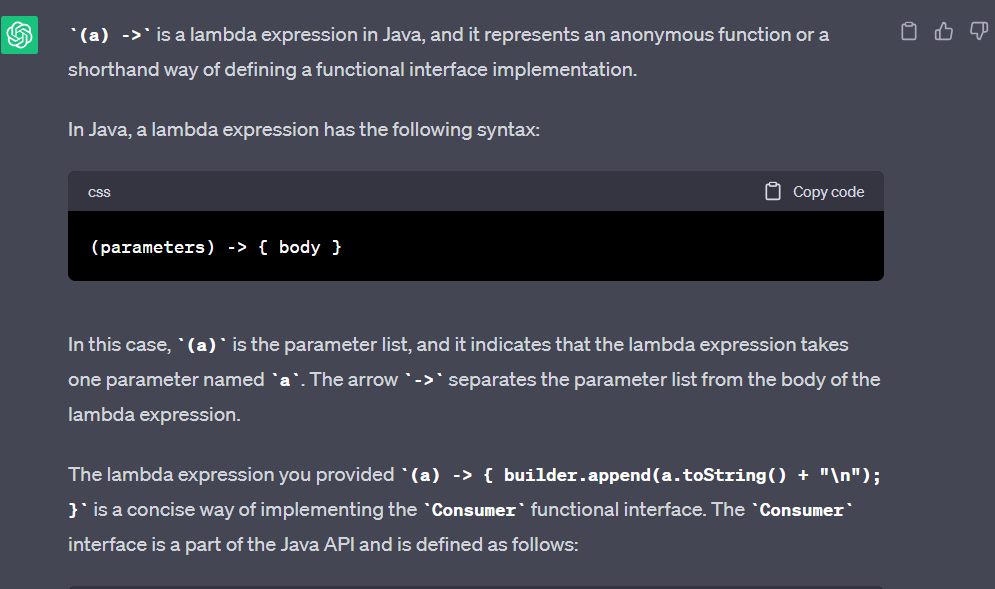 `(a) ->` is a lambda expression in Java, and it represents an anonymous function or a
shorthand way of defining a functional interface implementation.
In Java, a lambda expression has the following syntax:
css
Copy code
(parameters) -> { body }
In this case, `(a)` is the parameter list, and it indicates that the lambda expression takes
one parameter named `a`. The arrow `->` separates the parameter list from the body of the
lambda expression.
The lambda expression you provided `(a) -> { builder.append(a.toString() + "\n");
}` is a concise way of implementing the `Consumer` functional interface. The `Consumer`
interface is a part of the Java API and is defined as follows: